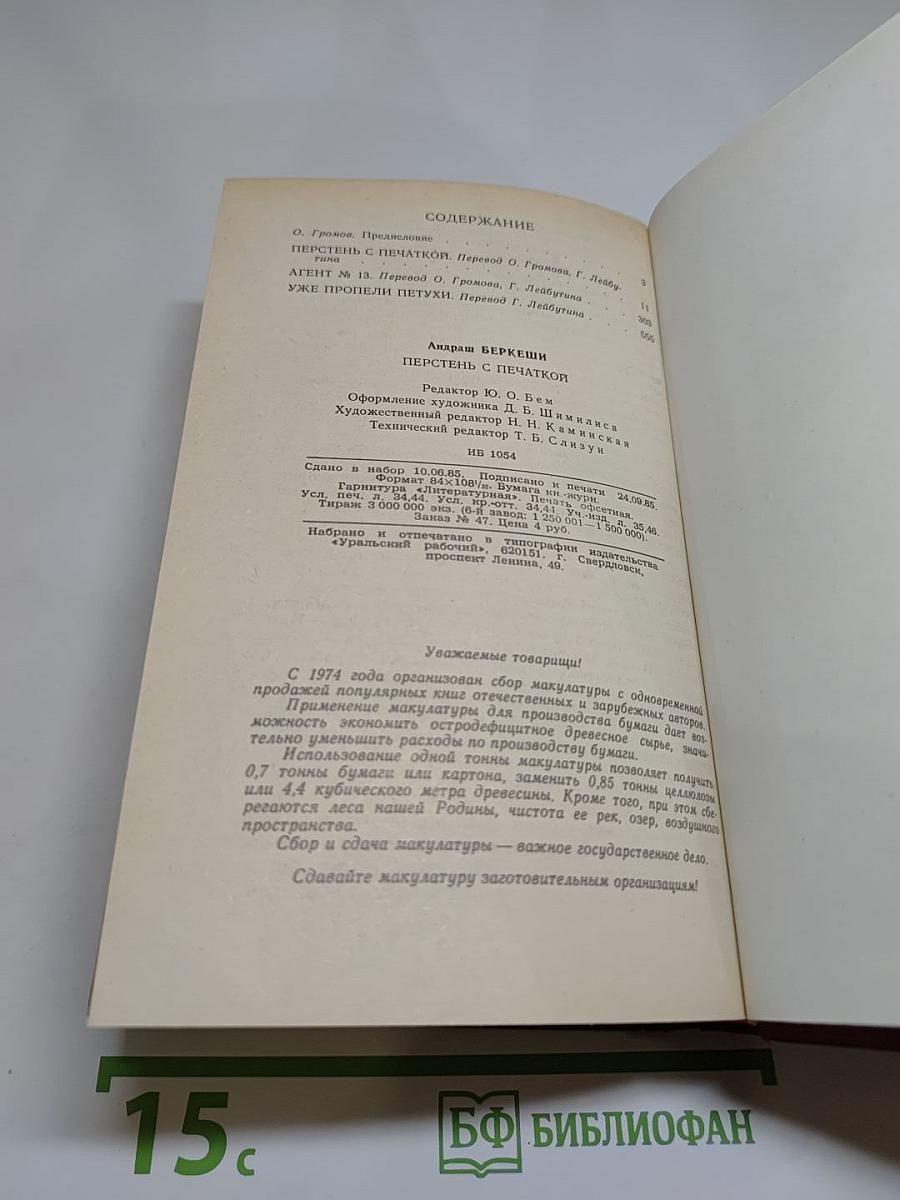 СОДЕРЖАНИЕ
О. Громов. Предисловие . . . . . . . . 3
ПЕРСТЕНЬ С ПЕЧАТКОЙ. Перевод О. Громова, Г. Лейбу-
тина . . . . . . . . . . . 11
АГЕНТ № 13. Перевод О. Громова, Г. Лейбутина . . . 303
УЖЕ ПРОПЕЛИ ПЕТУХИ. Перевод Г. Лейбутина . . . 555
Андраш БЕРКЕШИ
ПЕРСТЕНЬ С ПЕЧАТКОЙ
Редактор Ю. О. Бем
Оформление художника Д. Б. Шимилиса
Художественный редактор Н. Н. Каминская
Технический редактор Т. Б. Слизун
ИБ 1054
Сдано в набор 10.06.85. Подписано к печати 24.09.85.
Формат 84×108¹/₃₂. Бумага кн.-журн.
Гарнитура «Литературная». Печать офсетная.
Усл. печ. л. 34,44. Усл. кр.-отт. 34,44. Уч.-изд. л. 35,46.
Тираж 3 000 000 экз. (6-й завод: 1 250 001—1 500 000).
Заказ № 47. Цена 4 руб.
Набрано и отпечатано в типографии издательства
«Уральский рабочий», 620151. г. Свердловск,
проспект Ленина, 49.
Уважаемые товарищи!
С 1974 года организован сбор макулатуры с одновременной
продажей популярных книг отечественных и зарубежных авторов.
Применение макулатуры для производства бумаги дает воз-
можность экономить остродефицитное древесное сырье, значи-
тельно уменьшить расходы по производству бумаги.
Использование одной тонны макулатуры позволяет получить
0,7 тонны бумаги или картона, заменить 0,85 тонны целлюлозы
или 4,4 кубического метра древесины. Кроме того, при этом сбе-
регаются леса нашей Родины, чистота ее рек, озер, воздушного
пространства.
Сбор и сдача макулатуры — важное государственное дело.
Сдавайте макулатуру заготовительным организациям!
15 с
БФ БИБЛИОФАН